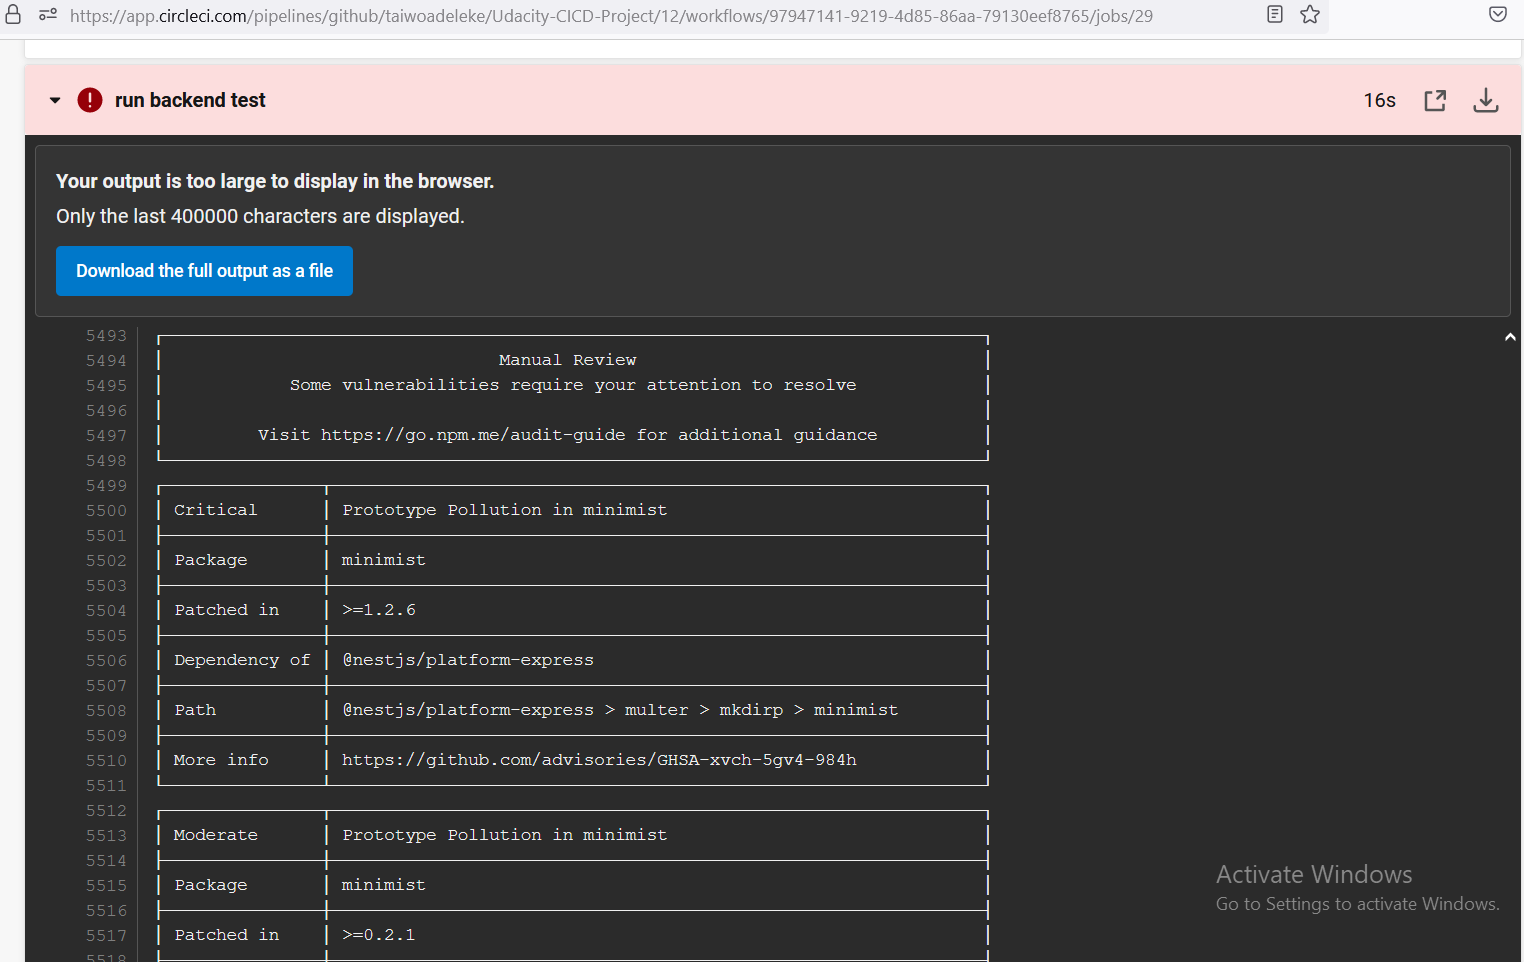 https://app.circleci.com/pipelines/github/taiwoadeleke/Udacity-CICD-Project/12/workflows/97947141-9219-4d85-86aa-79130eef8765/jobs/29
run backend test
16s
Your output is too large to display in the browser.
Only the last 400000 characters are displayed.
Download the full output as a file
5493
5494 Manual Review
5495 Some vulnerabilities require your attention to resolve
5496
5497 Visit https://go.npm.me/audit-guide for additional guidance
5498
5499
5500 Critical Prototype Pollution in minimist
5501
5502 Package minimist
5503
5504 Patched in >=1.2.6
5505
5506 Dependency of @nestjs/platform-express
5507
5508 Path @nestjs/platform-express > multer > mkdirp > minimist
5509
5510 More info https://github.com/advisories/GHSA-xvch-5gv4-984h
5511
5512
5513 Moderate Prototype Pollution in minimist
5514
5515 Package minimist
5516
5517 Patched in >=0.2.1
5518
Activate Windows
Go to Settings to activate Windows.